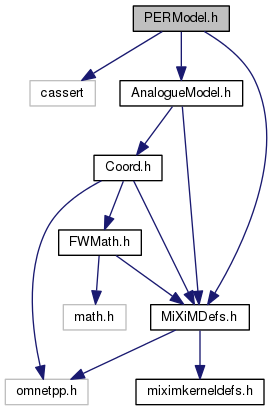 PERModel.h
cassert
AnalogueModel.h
Coord.h
FWMath.h
math.h
MiXiMDefs.h
omnetpp.h
miximkerneldefs.h